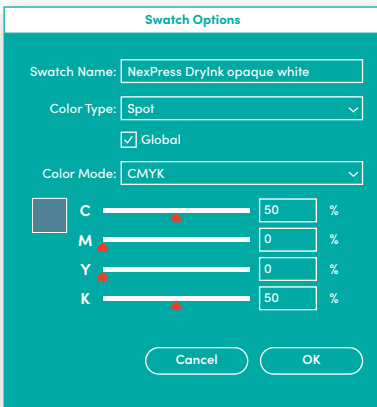 Swatch Options
Swatch Name: NexPress DryInk opaque white
Color Type: Spot
Global
Color Mode: CMYK
C 50 %
M 0 %
Y 0 %
K 50 %
Cancel OK